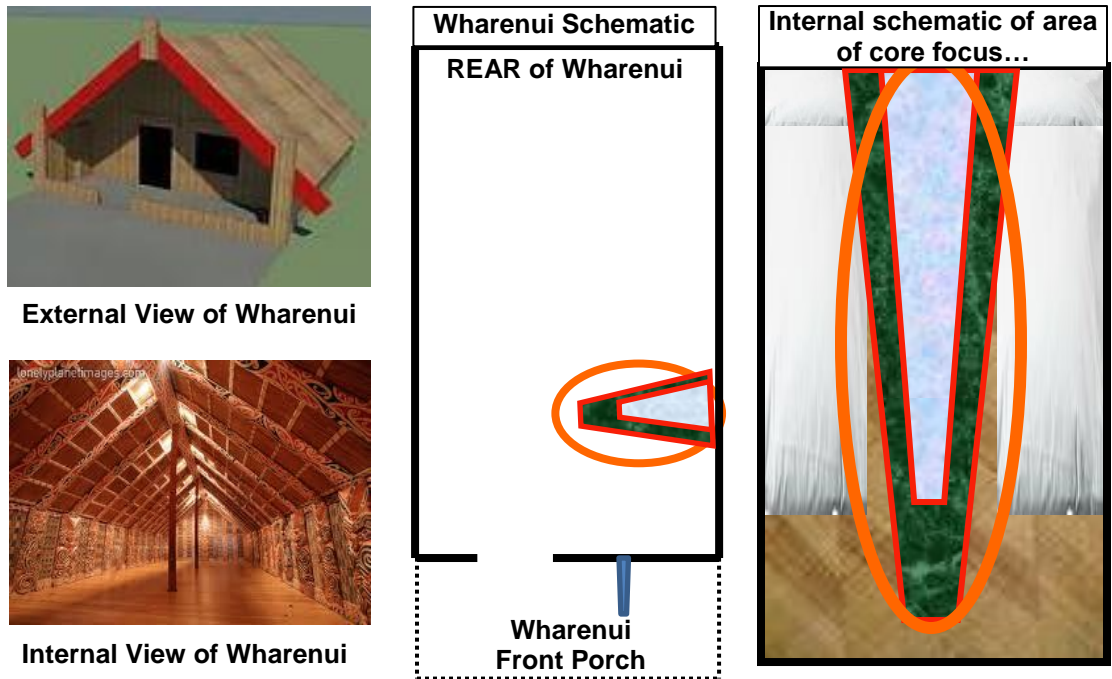 External View of Wharenui
lonelyplanetimages.com
Internal View of Wharenui
Wharenui Schematic
REAR of Wharenui
Wharenui
Front Porch
Internal schematic of area
of core focus…